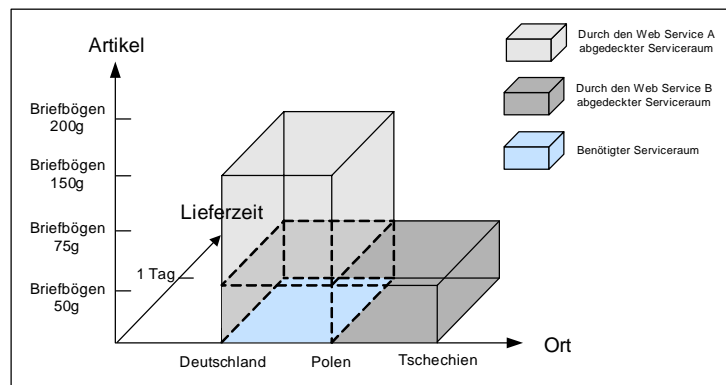 Artikel
Durch den Web Service A
abgedeckter Serviceraum
Briefbögen
200g
Durch den Web Service B
abgedeckter Serviceraum
Briefbögen
150g
Benötigter Serviceraum
Lieferzeit
Briefbögen
75g
1 Tag
Briefbögen
50g
Deutschland
Polen
Tschechien
Ort